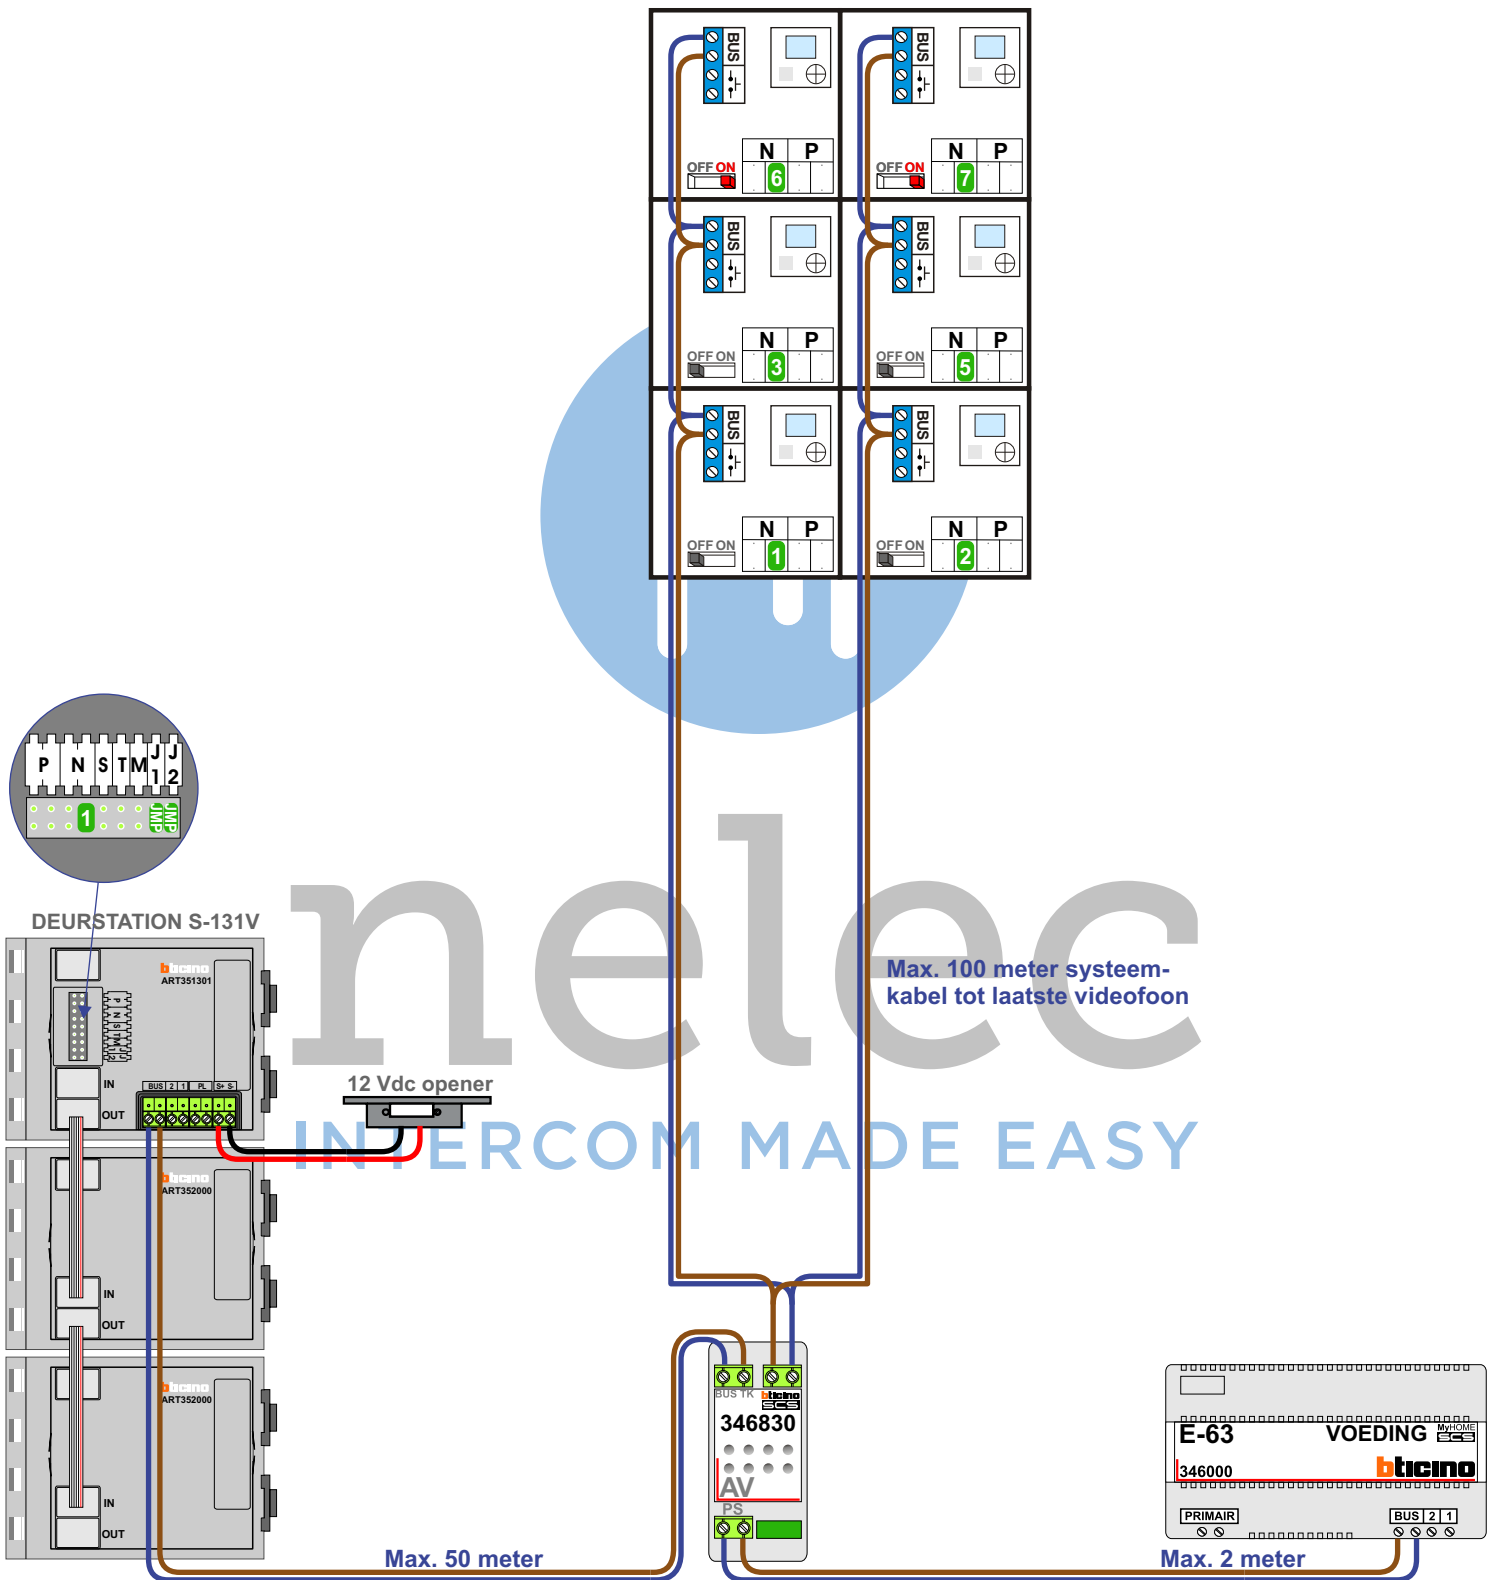 BUS
BUS
N P
N P
OFF ON
6
OFF ON
7
BUS
BUS
N P
N P
OFF ON
3
OFF ON
5
BUS
BUS
N P
N P
OFF ON
1
OFF ON
2
P N S T M J1 J2
1 JMP JMP
nelec
INTERCOM MADE EASY
DEURSTATION S-131V
bticino
ART351301
P N S T M J1 J2
IN
BUS 2 1 PL S+ S-
OUT
12 Vdc opener
Max. 100 meter systeem-
kabel tot laatste videofoon
bticino
ART352000
IN
OUT
bticino
ART352000
IN
OUT
Max. 50 meter
BUS TK
bticino
SCS
346830
AV
PS
E-63 VOEDING MyHOME
SCS
346000 bticino
PRIMAIR BUS 2 1
Max. 2 meter